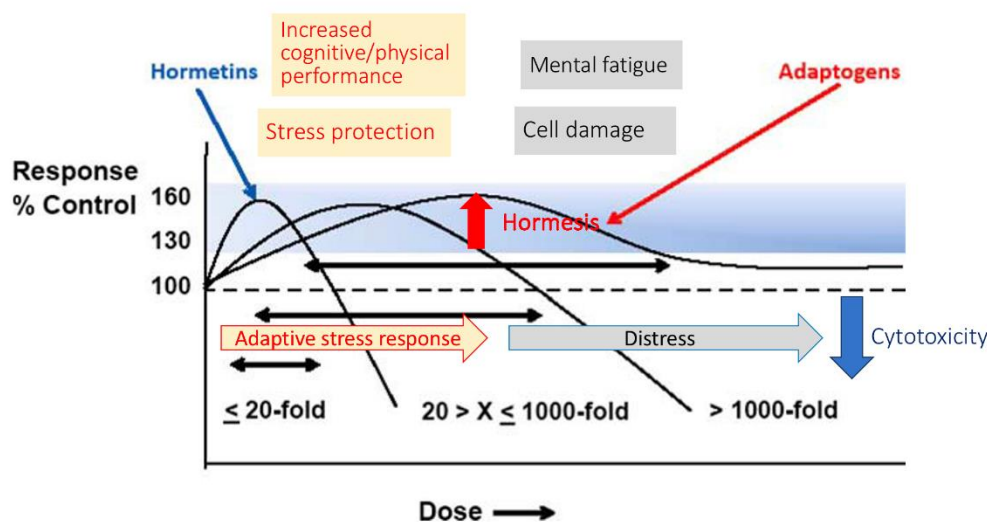 Increased
cognitive/physical
performance
Hormetins
Mental fatigue
Adaptogens
Stress protection
Cell damage
Response
% Control
160
130
100
Hormesis
Adaptive stress response
Distress
Cytotoxicity
≤ 20-fold
20 > X ≤ 1000-fold
> 1000-fold
Dose